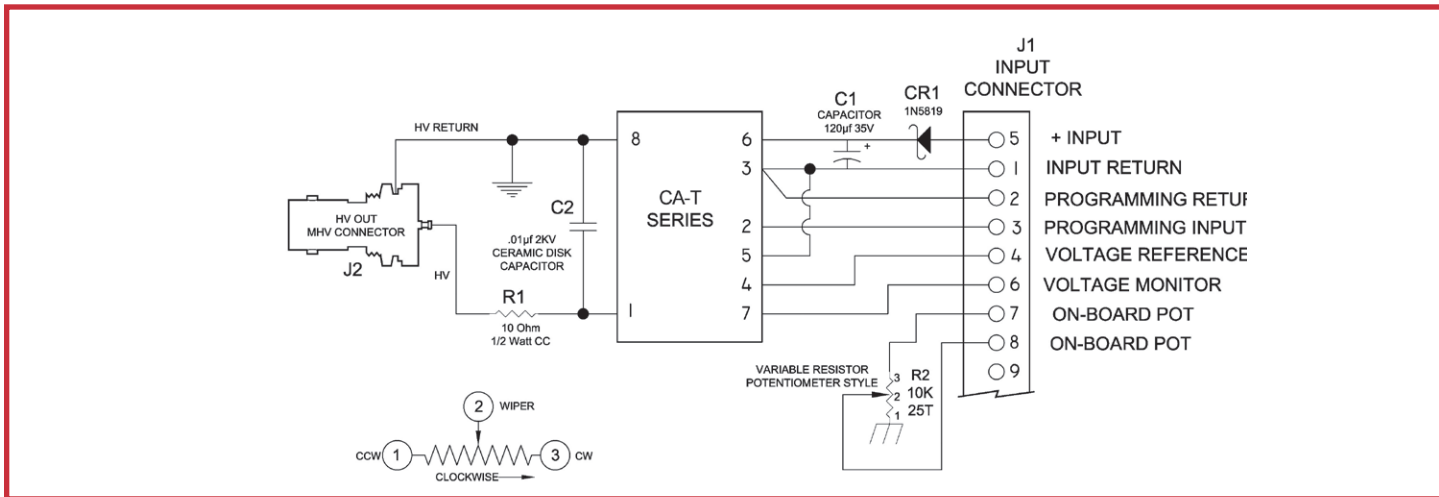 J1
INPUT
CONNECTOR
C1
CAPACITOR
120µf 35V
+
CR1
1N5819
HV RETURN
8
6
5
+ INPUT
3
1
INPUT RETURN
CA-T
SERIES
2
PROGRAMMING RETUR
C2
2
3
PROGRAMMING INPUT
HV OUT
MHV CONNECTOR
.01µf 2KV
CERAMIC DISK
CAPACITOR
5
4
VOLTAGE REFERENCE
J2
HV
4
6
VOLTAGE MONITOR
R1
1
7
7
ON-BOARD POT
10 Ohm
1/2 Watt CC
8
ON-BOARD POT
VARIABLE RESISTOR
POTENTIOMETER STYLE
3
2
1
R2
10K
25T
9
2
WIPER
CCW
1
3
CW
CLOCKWISE